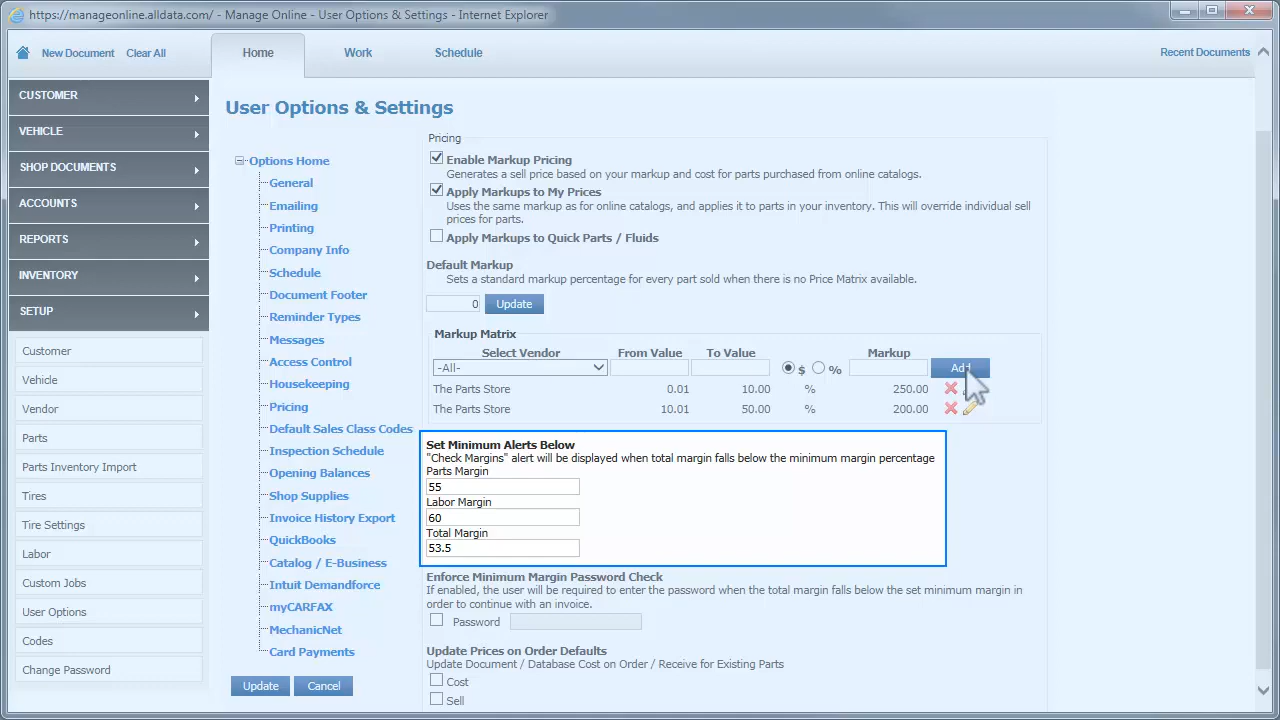 https://manageonline.alldata.com/ - Manage Online - User Options & Settings - Internet Explorer
New Document Clear All Home Work Schedule Recent Documents
CUSTOMER
VEHICLE
SHOP DOCUMENTS
ACCOUNTS
REPORTS
INVENTORY
SETUP
Customer
Vehicle
Vendor
Parts
Parts Inventory Import
Tires
Tire Settings
Labor
Custom Jobs
User Options
Codes
Change Password
User Options & Settings
Options Home
General
Emailing
Printing
Company Info
Schedule
Document Footer
Reminder Types
Messages
Access Control
Housekeeping
Pricing
Default Sales Class Codes
Inspection Schedule
Opening Balances
Shop Supplies
Invoice History Export
QuickBooks
Catalog / E-Business
Intuit Demandforce
myCARFAX
MechanicNet
Card Payments
Update Cancel
Pricing
Enable Markup Pricing
Generates a sell price based on your markup and cost for parts purchased from online catalogs.
Apply Markups to My Prices
Uses the same markup as for online catalogs, and applies it to parts in your inventory. This will override individual sell
prices for parts.
Apply Markups to Quick Parts / Fluids
Default Markup
Sets a standard markup percentage for every part sold when there is no Price Matrix available.
0 Update
Markup Matrix
Select Vendor From Value To Value Markup
-All- $ % Add
The Parts Store 0.01 10.00 % 250.00
The Parts Store 10.01 50.00 % 200.00
Set Minimum Alerts Below
"Check Margins" alert will be displayed when total margin falls below the minimum margin percentage
Parts Margin
55
Labor Margin
60
Total Margin
53.5
Enforce Minimum Margin Password Check
If enabled, the user will be required to enter the password when the total margin falls below the set minimum margin in
order to continue with an invoice.
Password
Update Prices on Order Defaults
Update Document / Database Cost on Order / Receive for Existing Parts
Cost
Sell